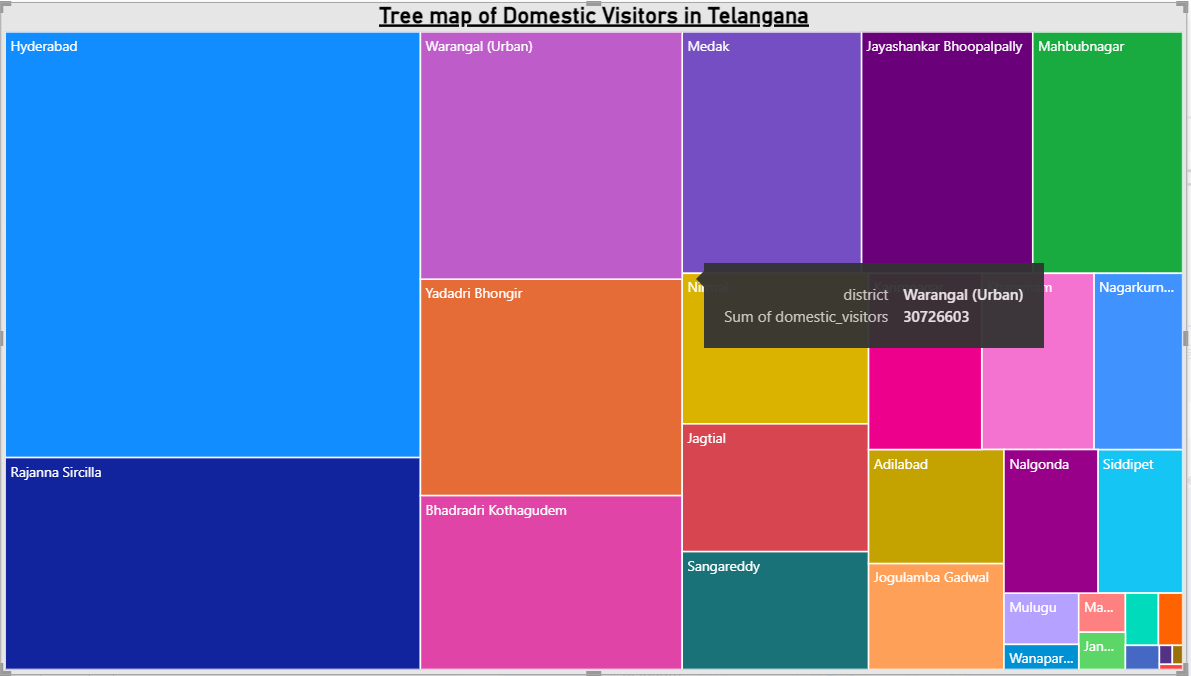 Tree map of Domestic Visitors in Telangana
Hyderabad
Warangal (Urban)
Medak
Jayashankar Bhoopalpally
Mahbubnagar
Yadadri Bhongir
Nagarkurn...
district Warangal (Urban)
Sum of domestic_visitors 30726603
Jagtial
Rajanna Sircilla
Adilabad
Nalgonda
Siddipet
Bhadradri Kothagudem
Sangareddy
Jogulamba Gadwal
Mulugu
Ma...
Jan...
Wanapar...